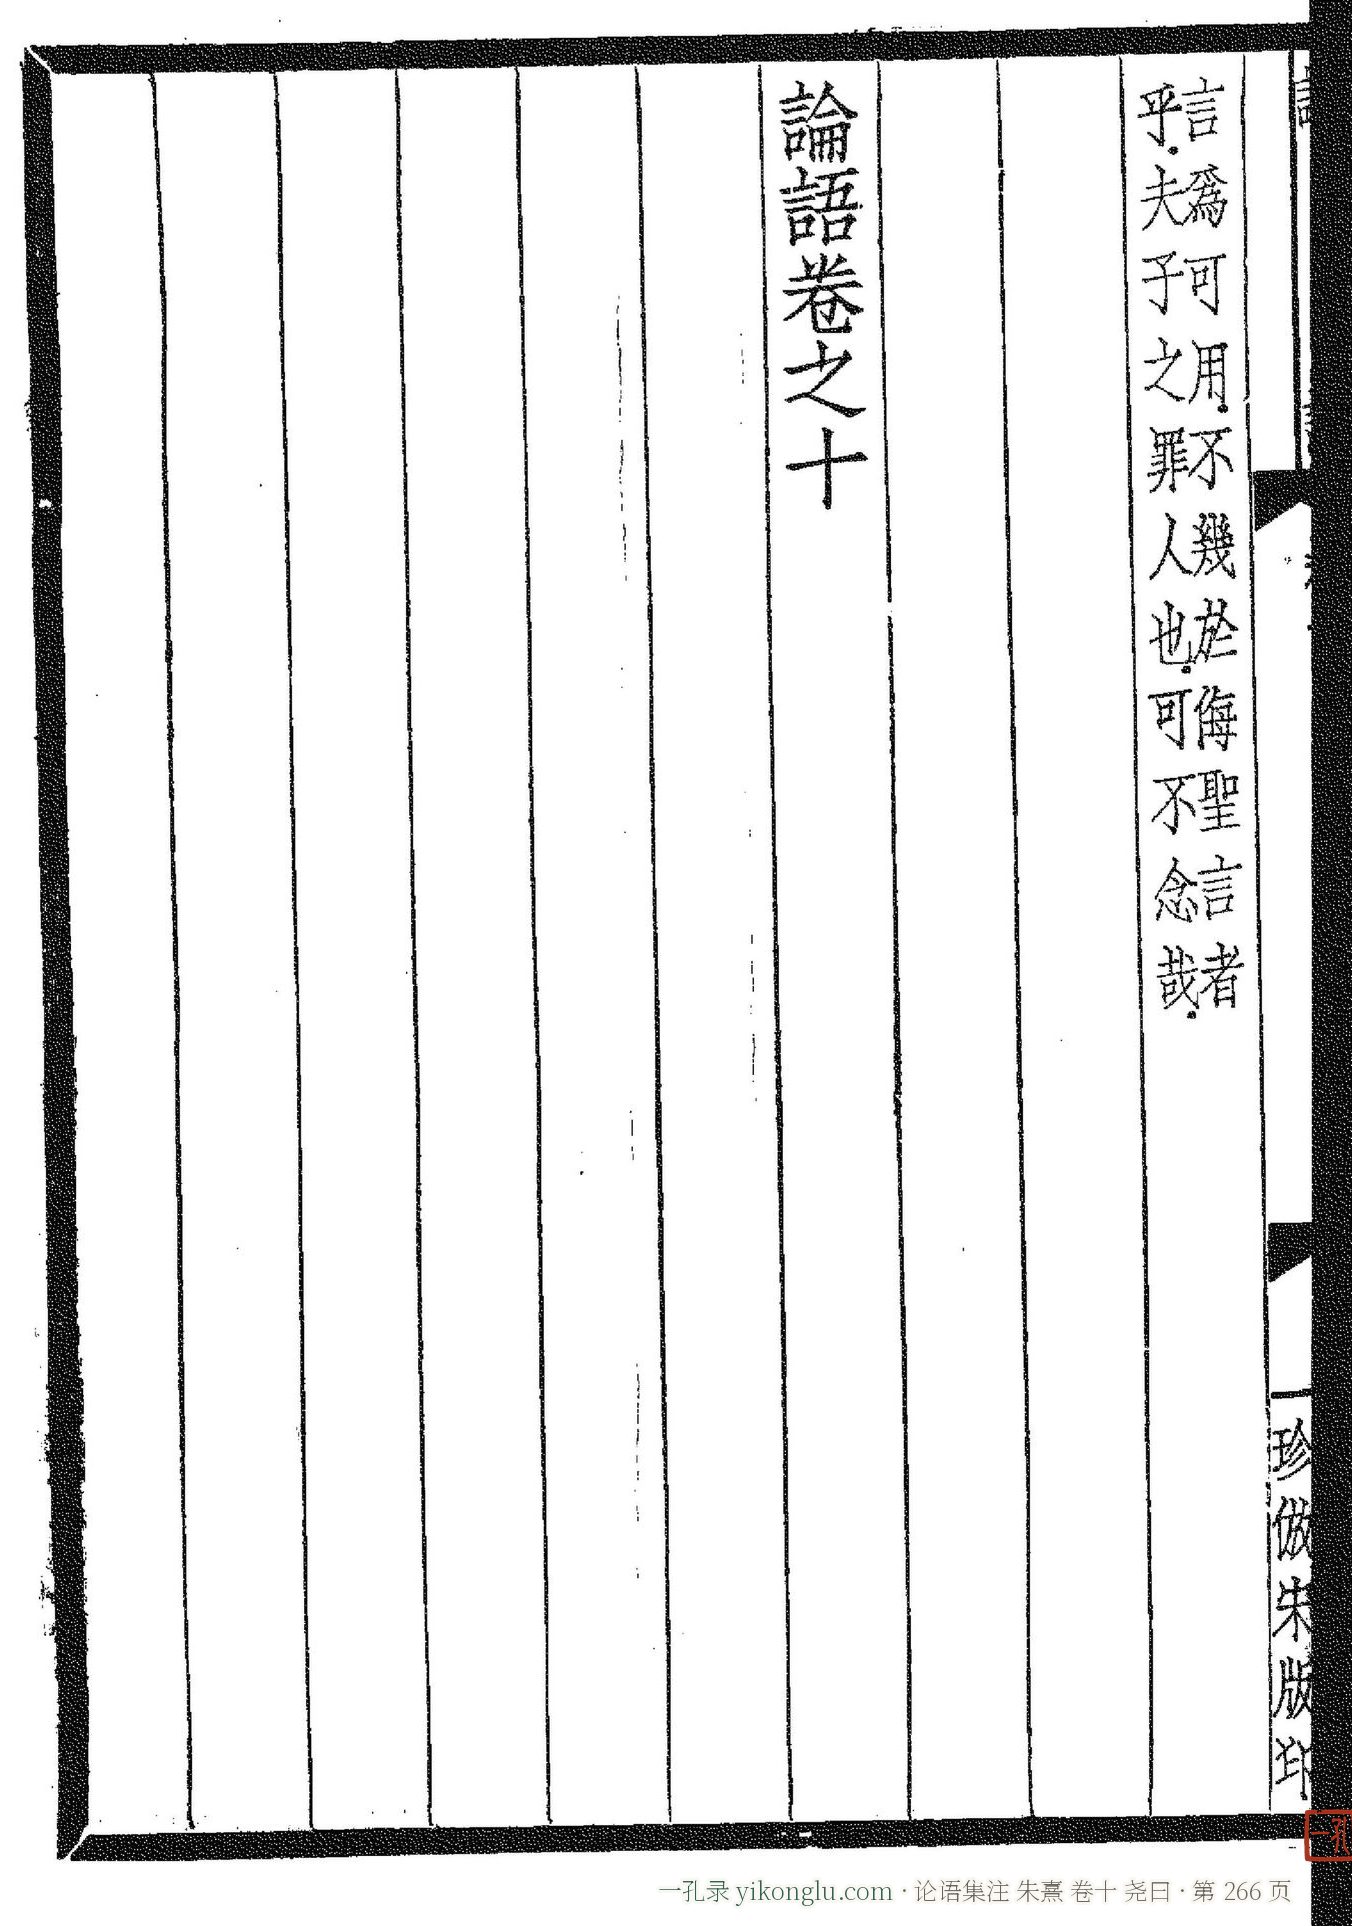 言爲可用。不幾於侮聖言者
乎。夫子之罪人也。可不念哉。
論語卷之十
珍倣宋版印
一孔录 yikonglu.com · 论语集注 朱熹 卷十 尧曰 · 第 266 页